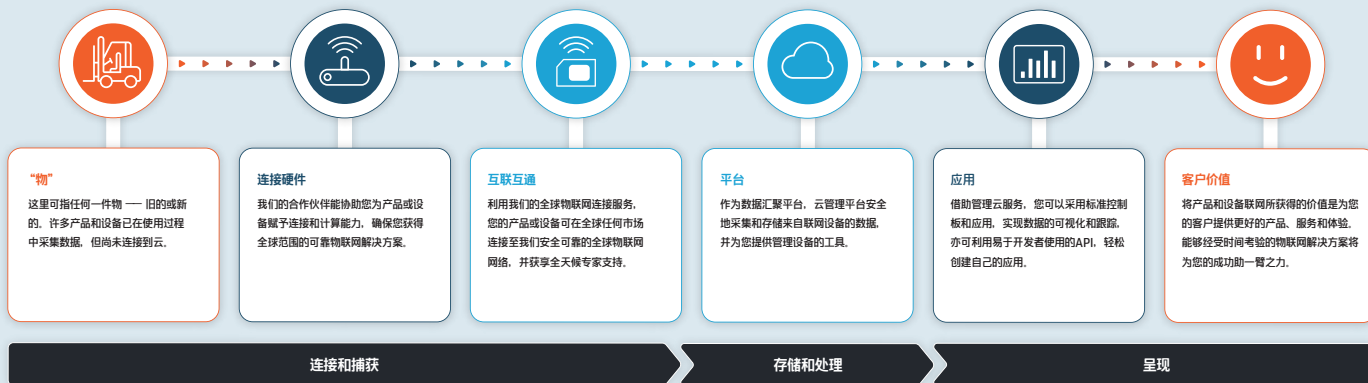 “物”
这里可指任何一件物 —— 旧的或新
的。许多产品和设备已在使用过程
中采集数据，但尚未连接到云。
连接硬件
我们的合作伙伴能协助您为产品或设
备赋予连接和计算能力，确保您获得
全球范围的可靠物联网解决方案。
互联互通
利用我们的全球物联网连接服务，
您的产品或设备可在全球任何市场
连接至我们安全可靠的全球物联网
网络，并获享全天候专家支持。
平台
作为数据汇聚平台，云管理平台安全
地采集和存储来自联网设备的数据，
并为您提供管理设备的工具。
应用
借助管理云服务，您可以采用标准控制
板和应用，实现数据的可视化和跟踪，
亦可利用易于开发者使用的API，轻松
创建自己的应用。
客户价值
将产品和设备联网所获得的价值是为您
的客户提供更好的产品、服务和体验。
能够经受时间考验的物联网解决方案将
为您的成功助一臂之力。
连接和捕获
存储和处理
呈现